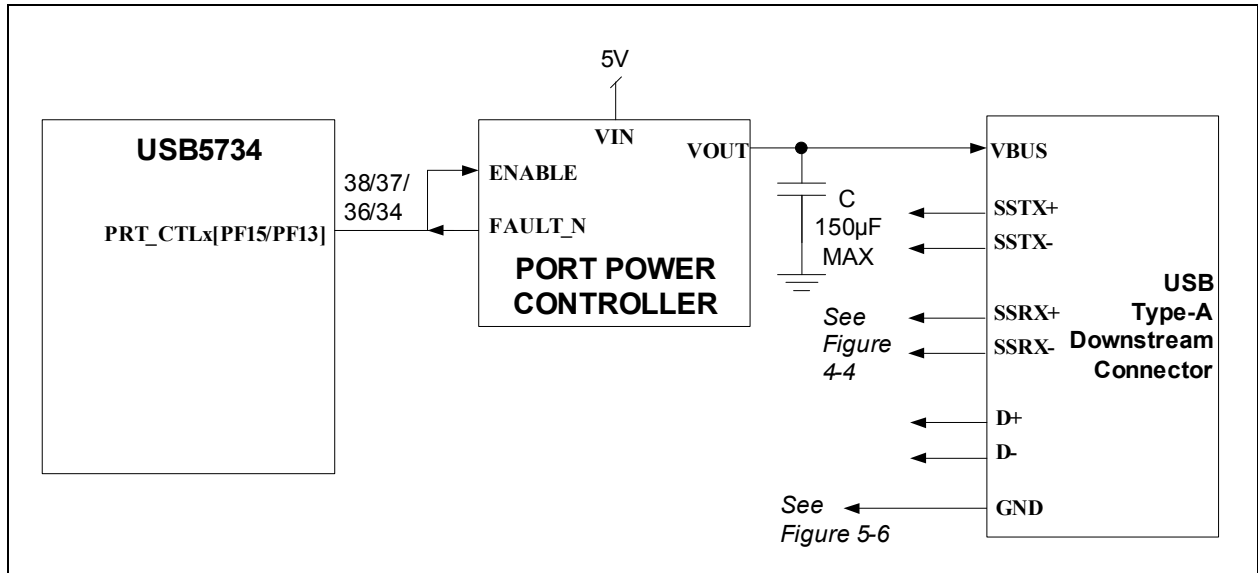 5V
USB5734
38/37/
36/34
PRT_CTLx[PF15/PF13]
VIN
VOUT
ENABLE
FAULT_N
PORT POWER
CONTROLLER
C
150µF
MAX
See
Figure
4-4
See
Figure 5-6
VBUS
SSTX+
SSTX-
SSRX+
SSRX-
D+
D-
GND
USB
Type-A
Downstream
Connector